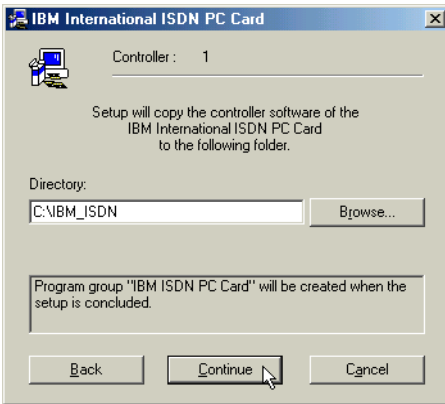 IBM International ISDN PC Card
Controller : 1
Setup will copy the controller software of the
IBM International ISDN PC Card
to the following folder.
Directory:
C:\IBM_ISDN
Browse...
Program group "IBM ISDN PC Card" will be created when the
setup is concluded.
Back
Continue
Cancel